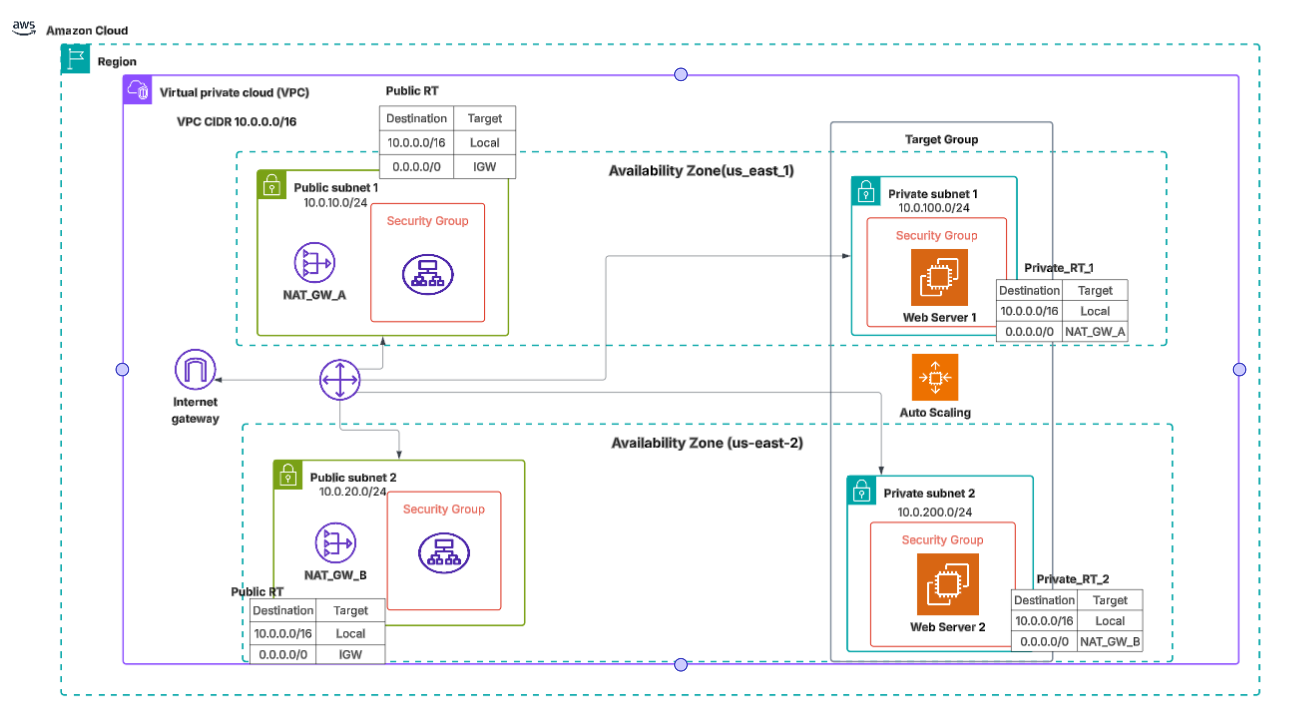 aws
Amazon Cloud
Region
Virtual private cloud (VPC)
VPC CIDR 10.0.0.0/16
Public RT
Destination Target
10.0.0.0/16 Local
0.0.0.0/0 IGW
Availability Zone(us_east_1)
Public subnet 1
10.0.10.0/24
Security Group
NAT_GW_A
Target Group
Private subnet 1
10.0.100.0/24
Security Group
Web Server 1
Private_RT_1
Destination Target
10.0.0.0/16 Local
0.0.0.0/0 NAT_GW_A
Internet
gateway
Auto Scaling
Availability Zone (us-east-2)
Public subnet 2
10.0.20.0/24
Security Group
NAT_GW_B
Public RT
Destination Target
10.0.0.0/16 Local
0.0.0.0/0 IGW
Private subnet 2
10.0.200.0/24
Security Group
Web Server 2
Private_RT_2
Destination Target
10.0.0.0/16 Local
0.0.0.0/0 NAT_GW_B